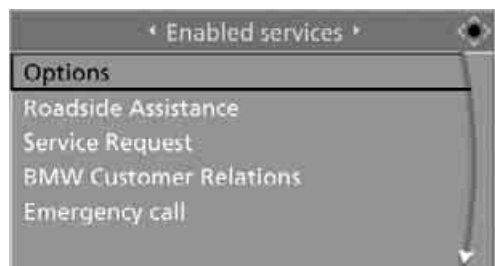 Enabled services
Options
Roadside Assistance
Service Request
BMW Customer Relations
Emergency call